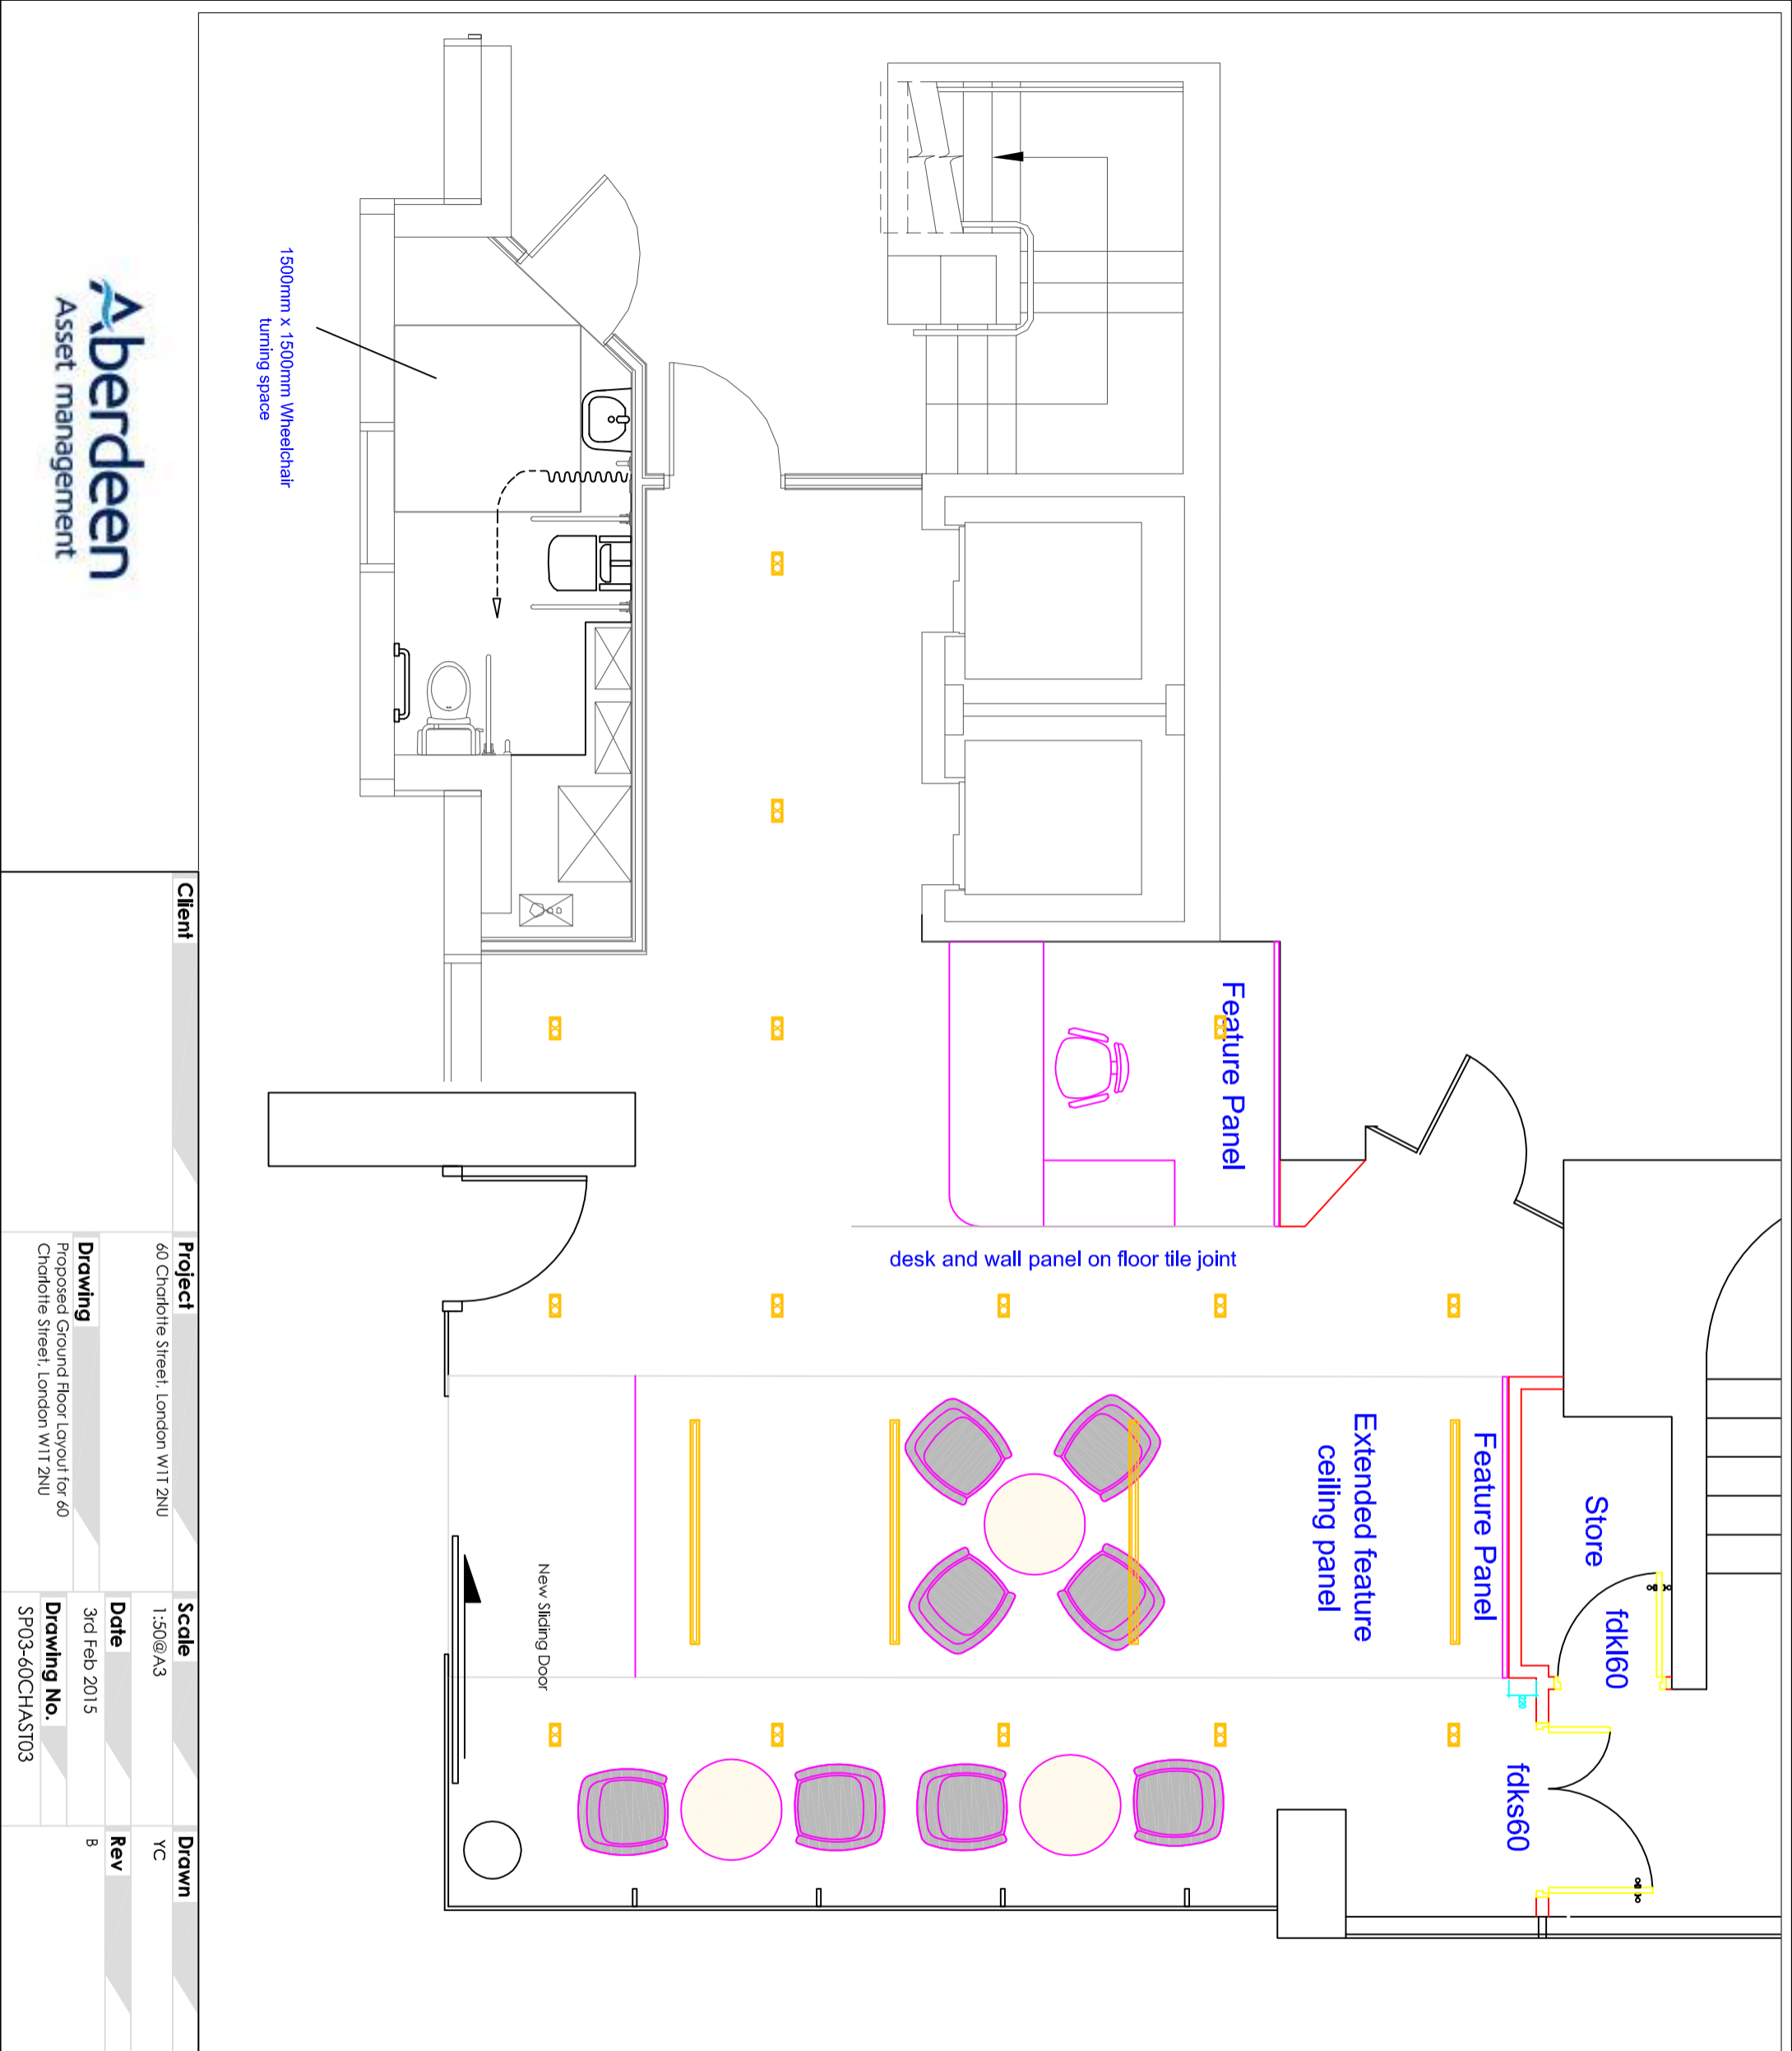 Aberdeen
Asset management
1500mm x 1500mm Wheelchair
turning space
Feature Panel
desk and wall panel on floor tile joint
Extended feature
ceiling panel
Feature Panel
Store
fdkl60
fdks60
220
New Sliding Door
Client
Project
60 Charlotte Street, London W1T 2NU
Drawing
Proposed Ground Floor Layout for 60
Charlotte Street, London W1T 2NU
Scale
1:50@A3
Date
3rd Feb 2015
Drawing No.
SP03-60CHAST03
Drawn
YC
Rev
B